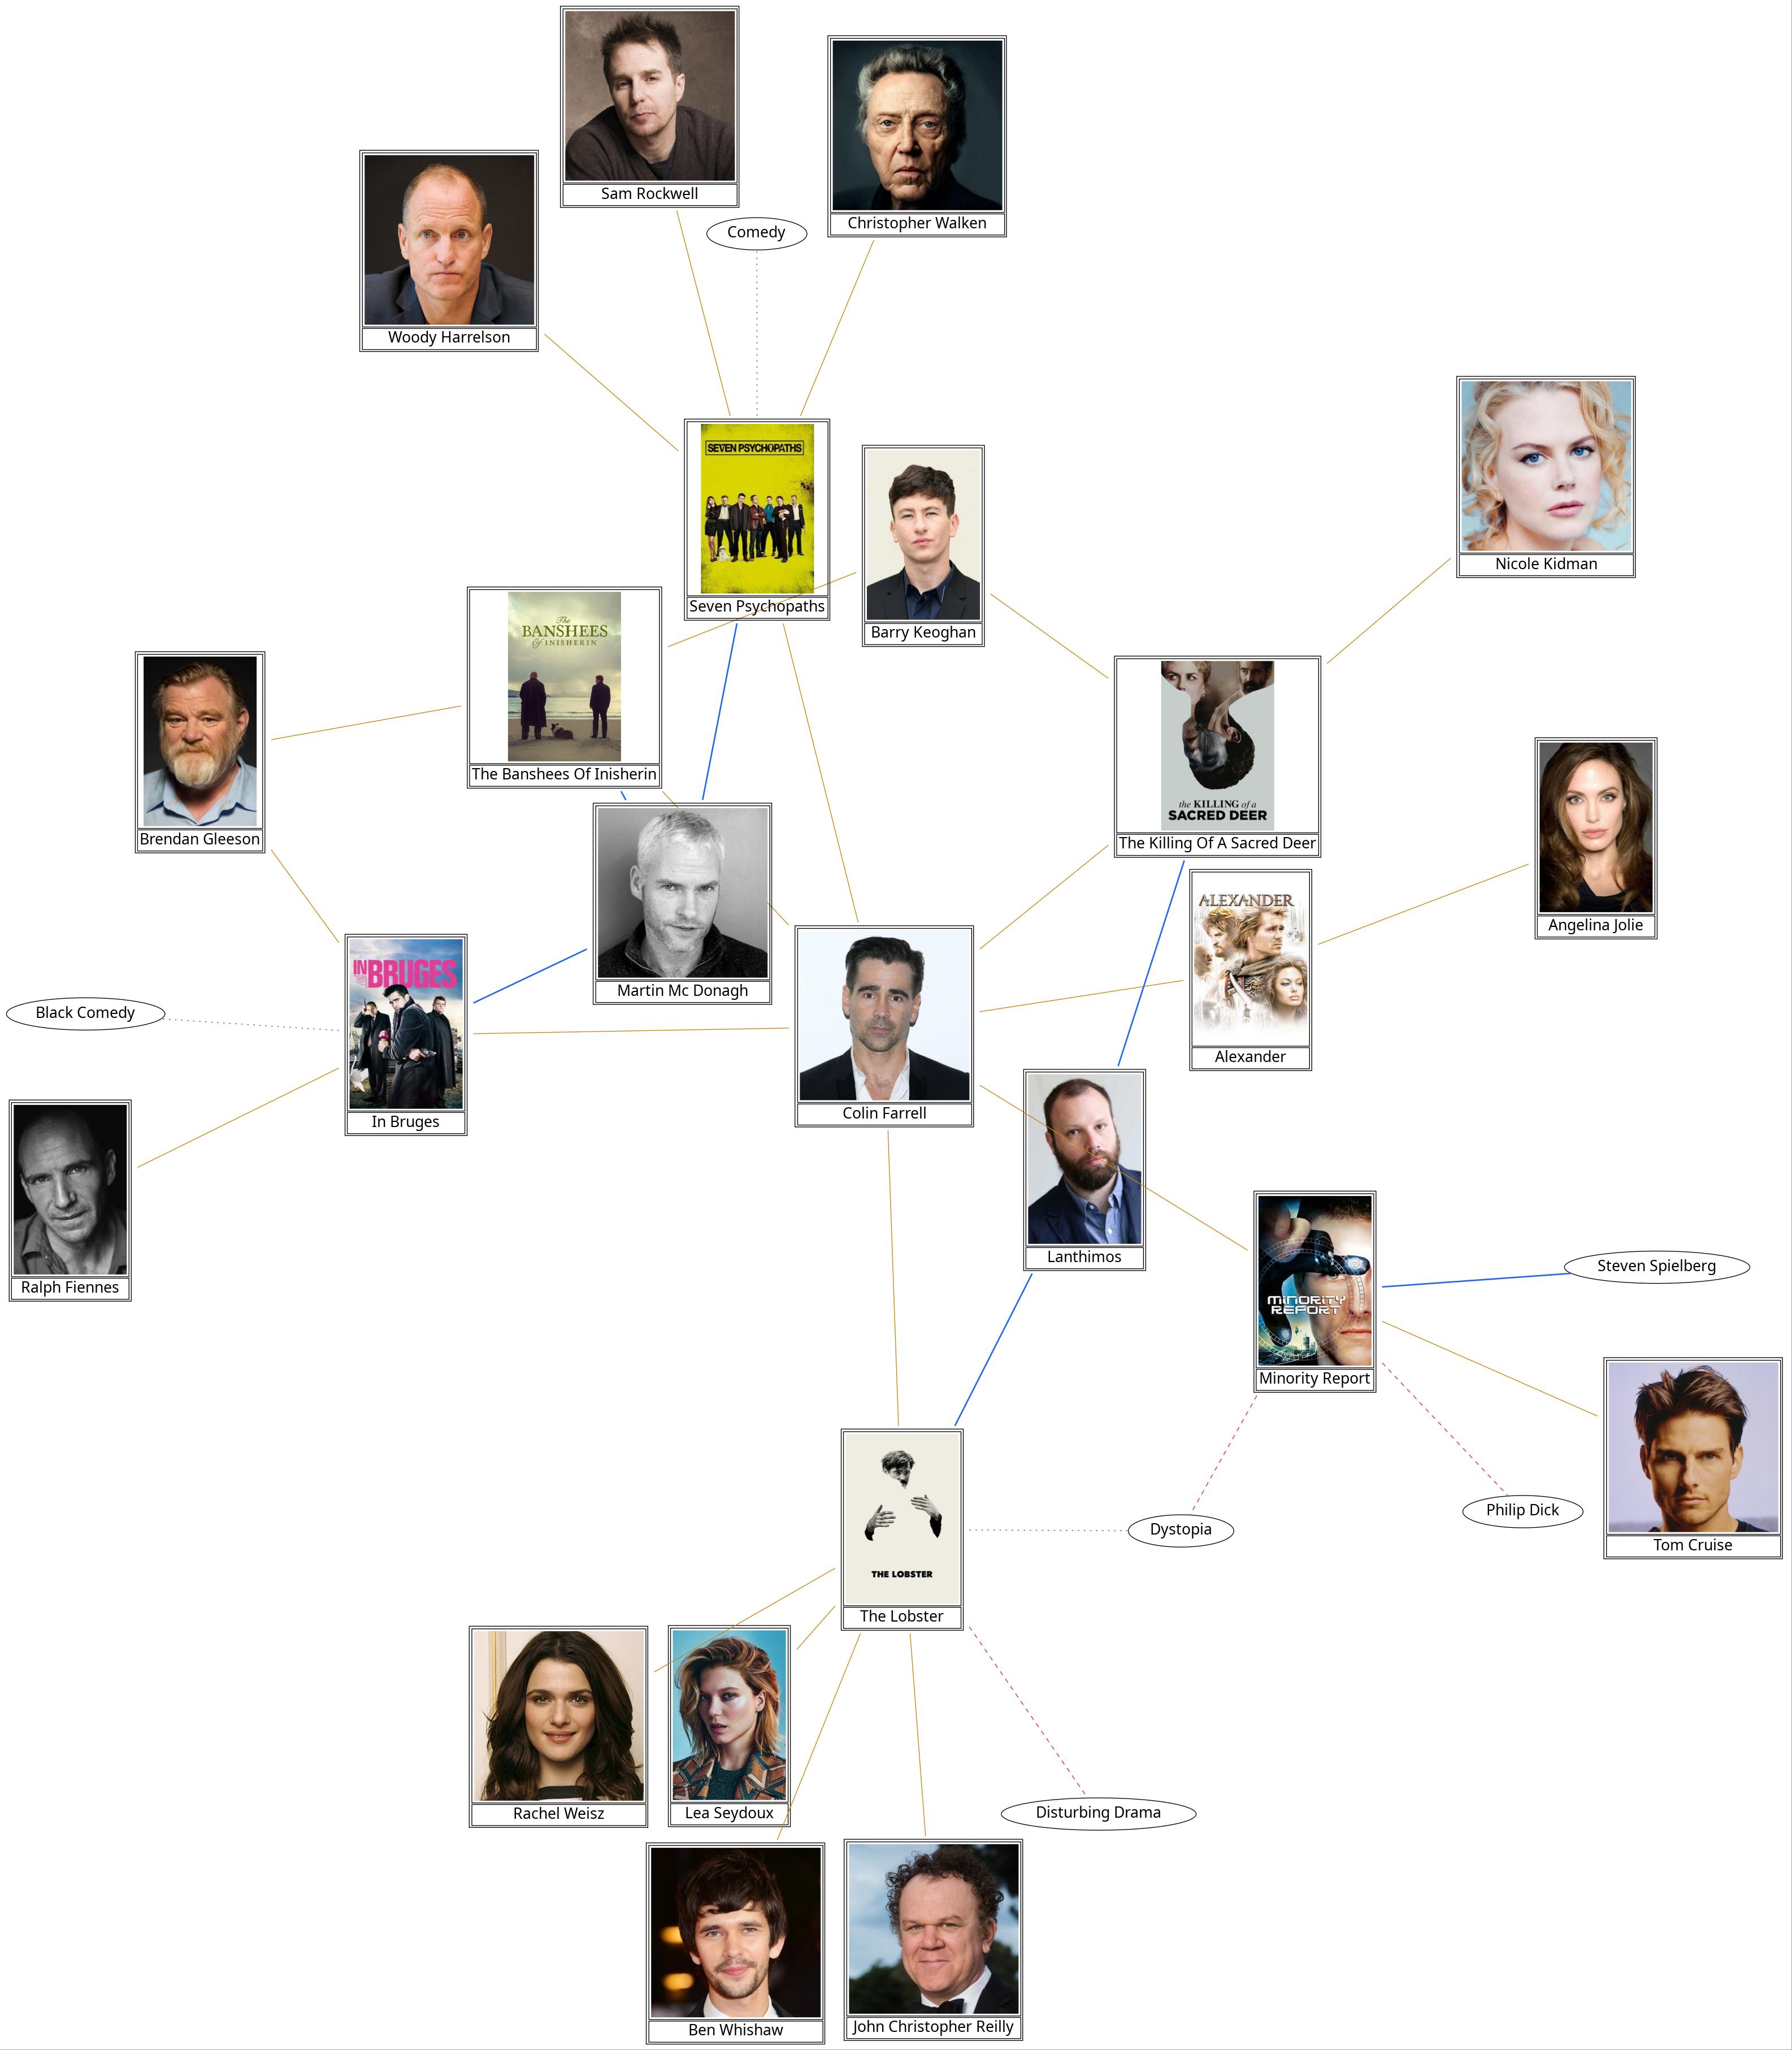 Sam Rockwell
Christopher Walken
Comedy
Woody Harrelson
SEVEN PSYCHOPATHS
Seven Psychopaths
Barry Keoghan
Nicole Kidman
The
BANSHEES
Of INISHERIN
The Banshees Of Inisherin
Brendan Gleeson
the KILLING of a
SACRED DEER
The Killing Of A Sacred Deer
Angelina Jolie
ALEXANDER
Alexander
Martin Mc Donagh
Black Comedy
IN BRUGES
In Bruges
Colin Farrell
Ralph Fiennes
Lanthimos
Steven Spielberg
MINORITY
REPORT
Minority Report
Tom Cruise
Philip Dick
Dystopia
THE LOBSTER
The Lobster
Rachel Weisz
Lea Seydoux
Disturbing Drama
Ben Whishaw
John Christopher Reilly